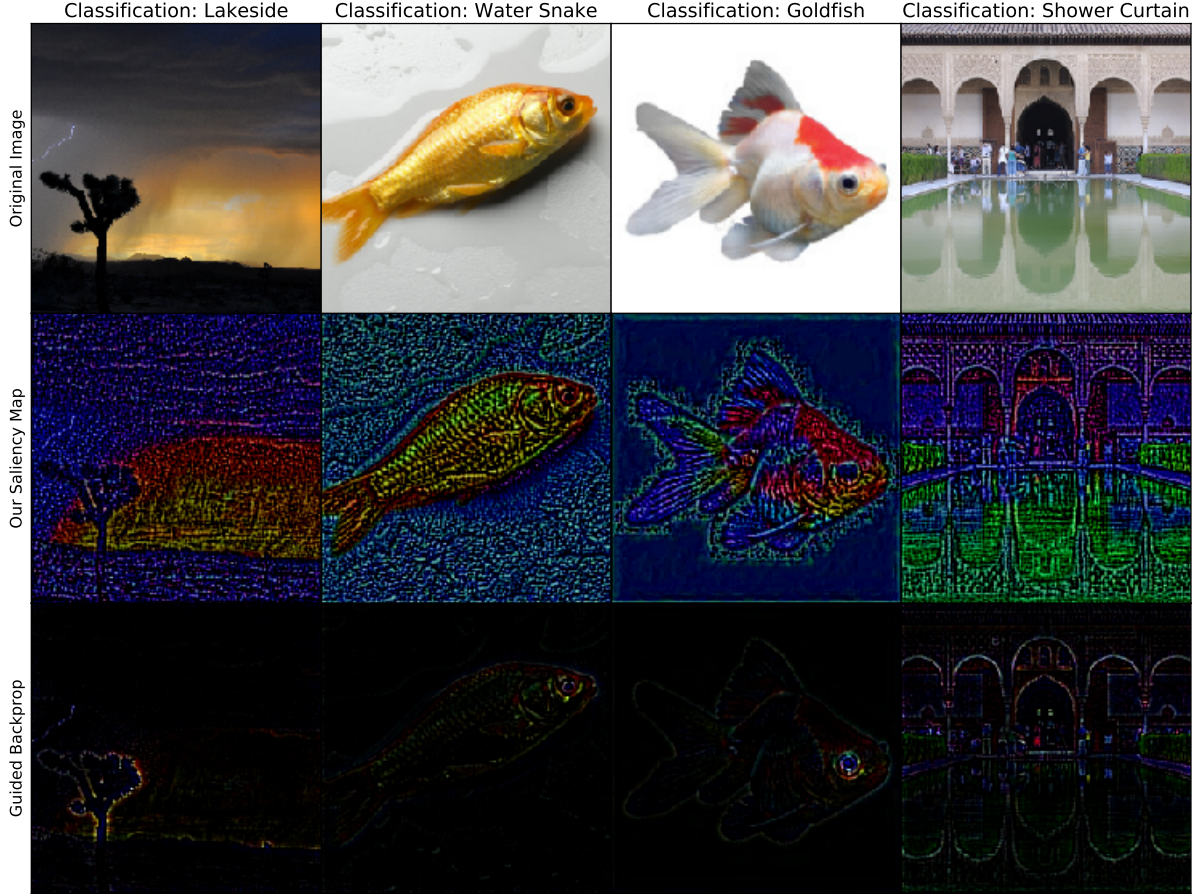 Classification: Lakeside
Classification: Water Snake
Classification: Goldfish
Classification: Shower Curtain
Original Image
Our Saliency Map
Guided Backprop